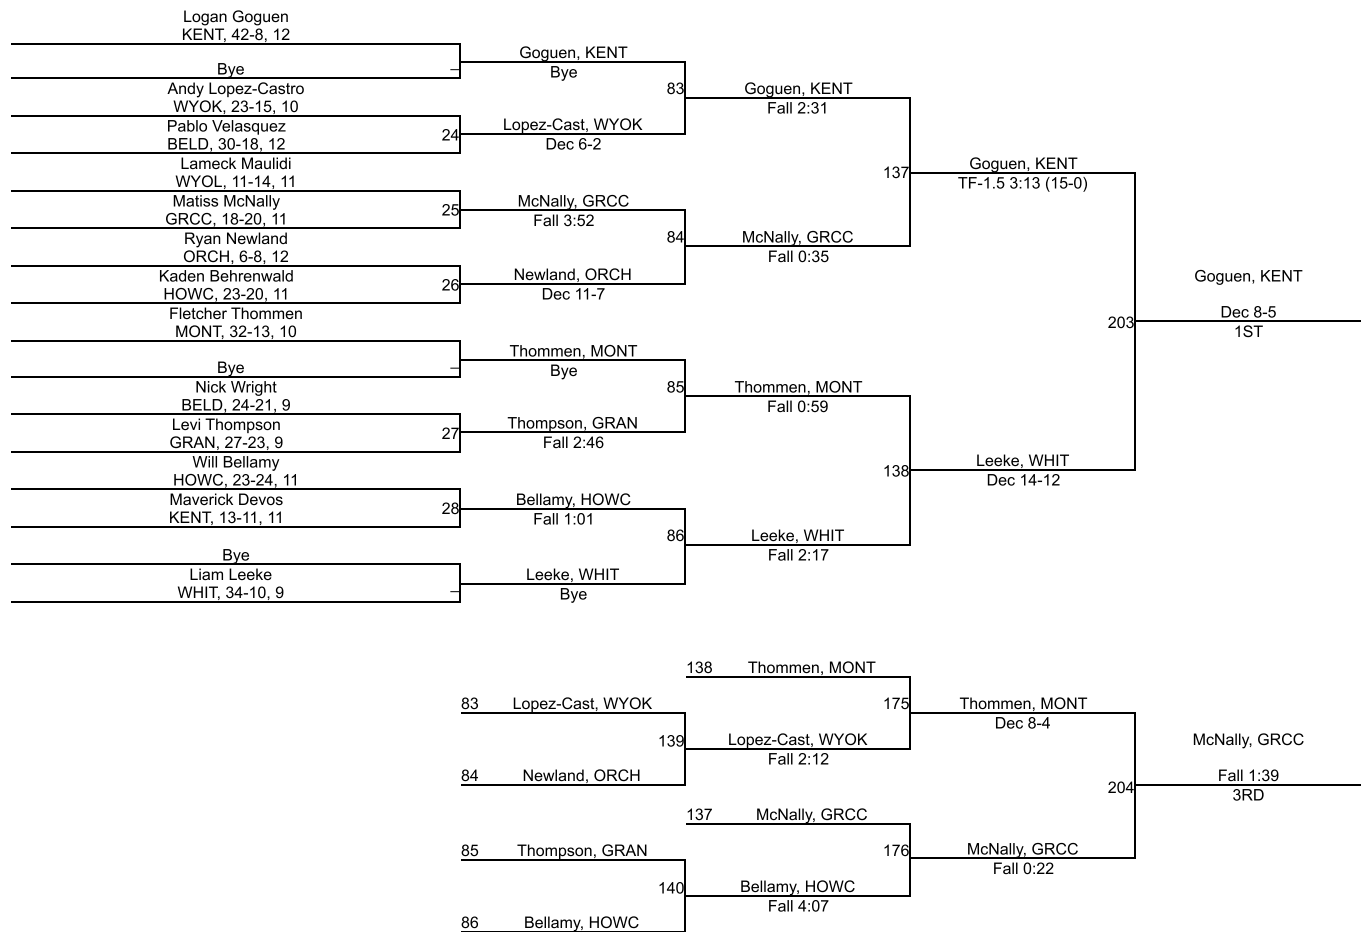 Logan Goguen
KENT, 42-8, 12
Bye
Andy Lopez-Castro
WYOK, 23-15, 10
Pablo Velasquez
BELD, 30-18, 12
Lameck Maulidi
WYOL, 11-14, 11
Matiss McNally
GRCC, 18-20, 11
Ryan Newland
ORCH, 6-8, 12
Kaden Behrenwald
HOWC, 23-20, 11
Fletcher Thommen
MONT, 32-13, 10
Bye
Nick Wright
BELD, 24-21, 9
Levi Thompson
GRAN, 27-23, 9
Will Bellamy
HOWC, 23-24, 11
Maverick Devos
KENT, 13-11, 11
Bye
Liam Leeke
WHIT, 34-10, 9
Goguen, KENT
Bye
24
Lopez-Cast, WYOK
Dec 6-2
25
McNally, GRCC
Fall 3:52
26
Newland, ORCH
Dec 11-7
Thommen, MONT
Bye
27
Thompson, GRAN
Fall 2:46
28
Bellamy, HOWC
Fall 1:01
Leeke, WHIT
Bye
83
Goguen, KENT
Fall 2:31
84
McNally, GRCC
Fall 0:35
85
Thommen, MONT
Fall 0:59
86
Leeke, WHIT
Fall 2:17
137
Goguen, KENT
TF-1.5 3:13 (15-0)
138
Leeke, WHIT
Dec 14-12
203
Goguen, KENT
Dec 8-5
1ST
138 Thommen, MONT
83 Lopez-Cast, WYOK
139
Lopez-Cast, WYOK
Fall 2:12
84 Newland, ORCH
175
Thommen, MONT
Dec 8-4
137 McNally, GRCC
85 Thompson, GRAN
140
Bellamy, HOWC
Fall 4:07
86 Bellamy, HOWC
176
McNally, GRCC
Fall 0:22
204
McNally, GRCC
Fall 1:39
3RD